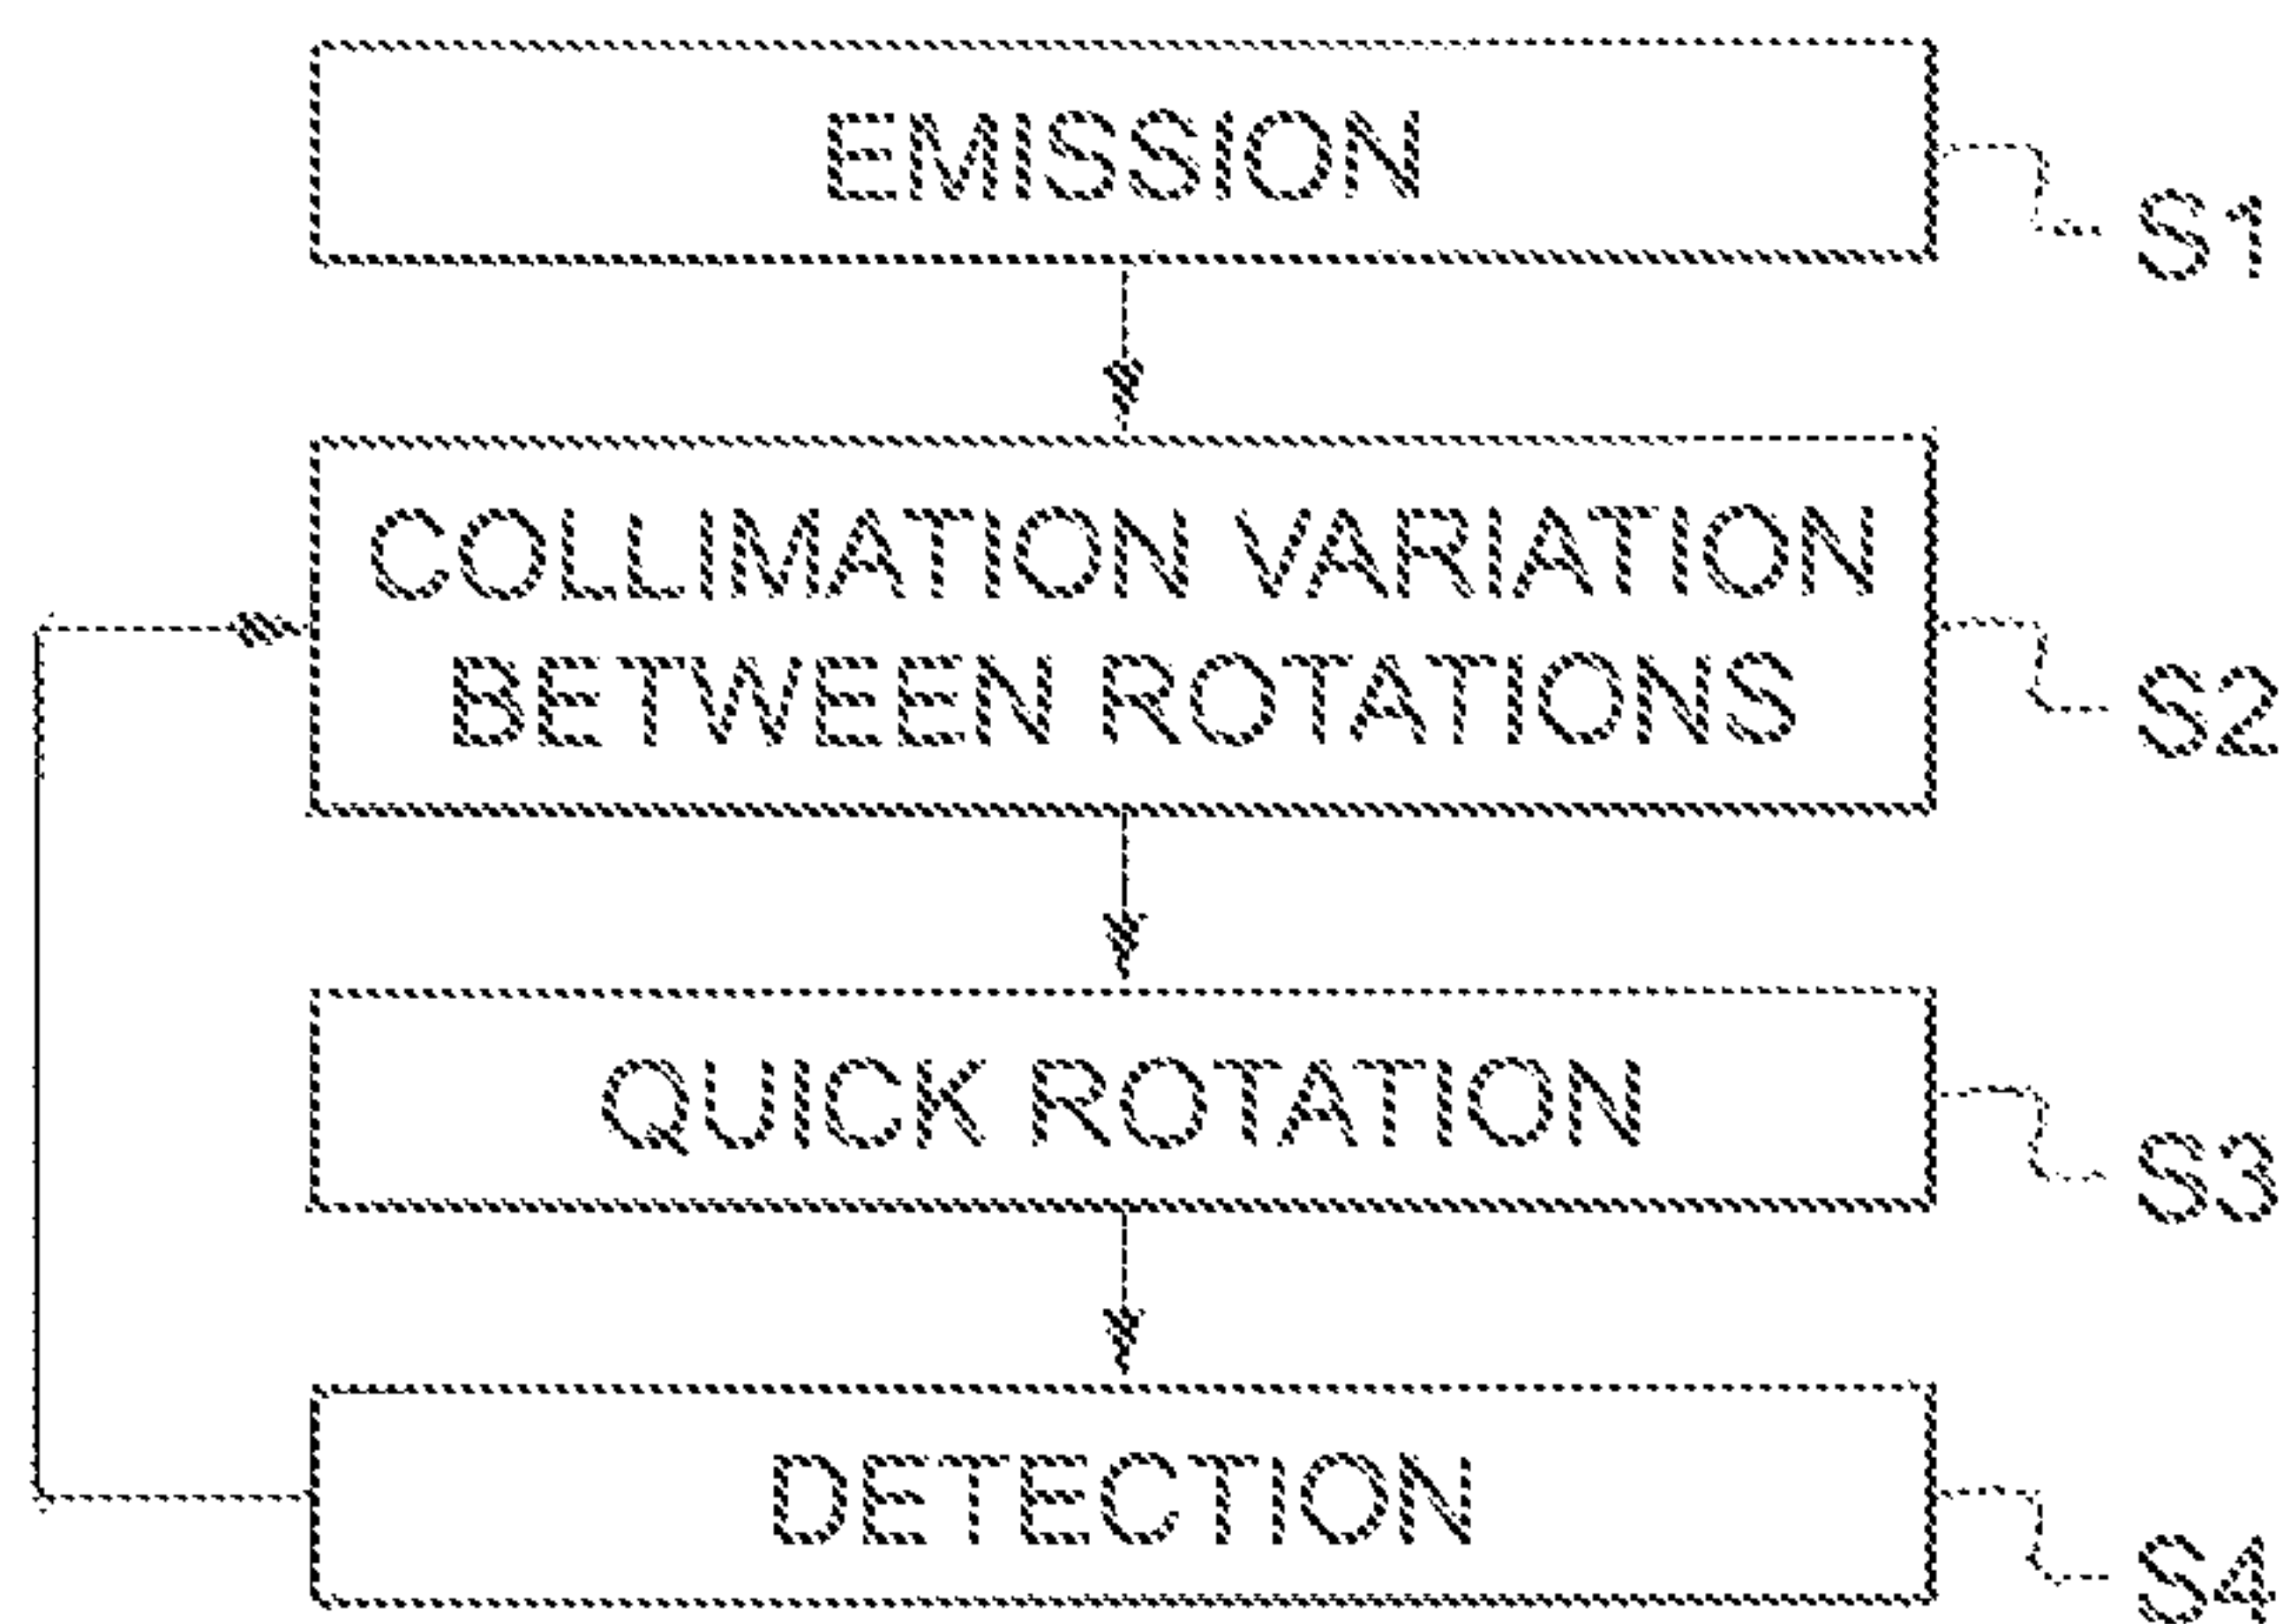 EMISSION
S1
COLLIMATION VARIATION
BETWEEN ROTATIONS
S2
QUICK ROTATION
S3
DETECTION
S4